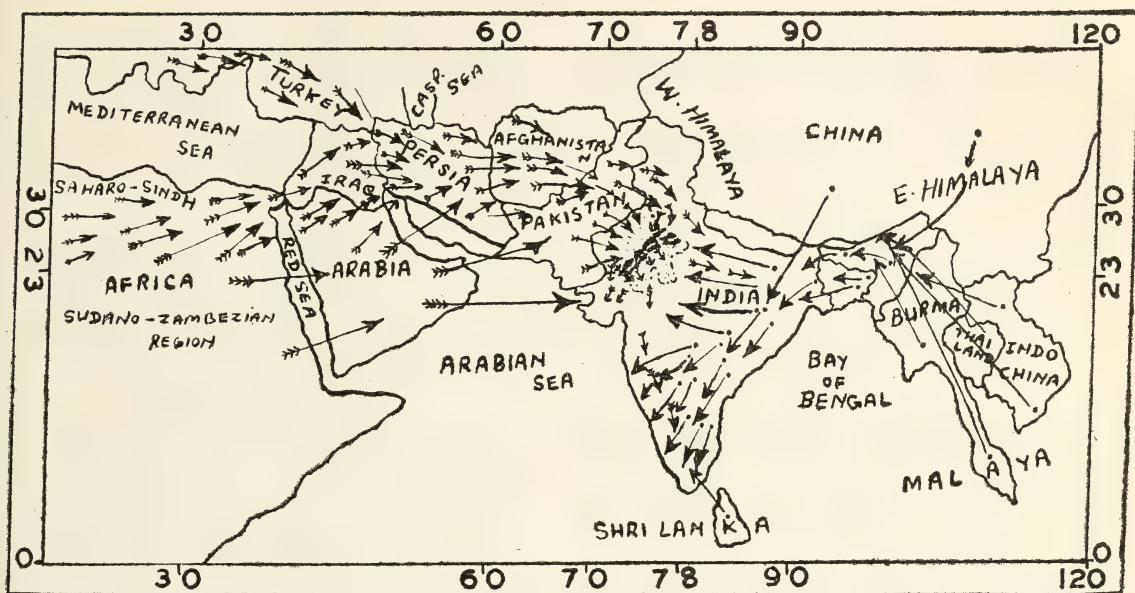 30 60 70 78 90 120
TURKEY
CASP. SEA
W. HIMALAYA
MEDITERRANEAN
SEA
AFGHANISTAN
CHINA
PERSIA
IRAQ
E. HIMALAYA
SAHARO-SINDH
PAKISTAN
30
30
23
23
AFRICA
RED SEA
ARABIA
INDIA
BURMA
SUDANO-ZAMBEZIAN
REGION
THAI
LAND
INDO
CHINA
ARABIAN
SEA
BAY
OF
BENGAL
MALAYA
SHRI LANKA
0
0
30 60 70 78 90 120